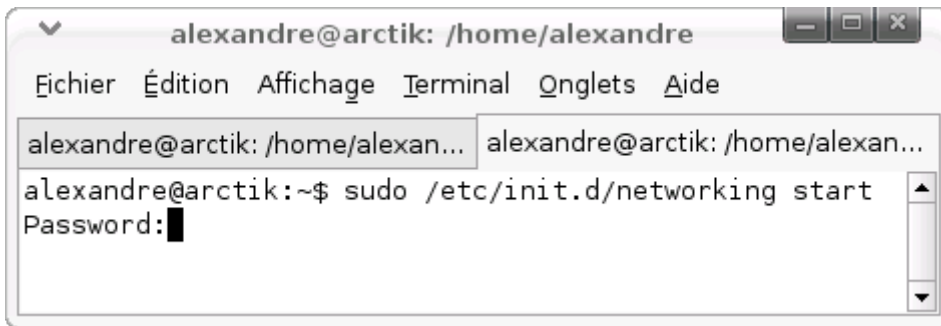 alexandre@arctik: /home/alexandre
Fichier Édition Affichage Terminal Onglets Aide
alexandre@arctik: /home/alexan... alexandre@arctik: /home/alexan...
alexandre@arctik:~$ sudo /etc/init.d/networking start
Password: